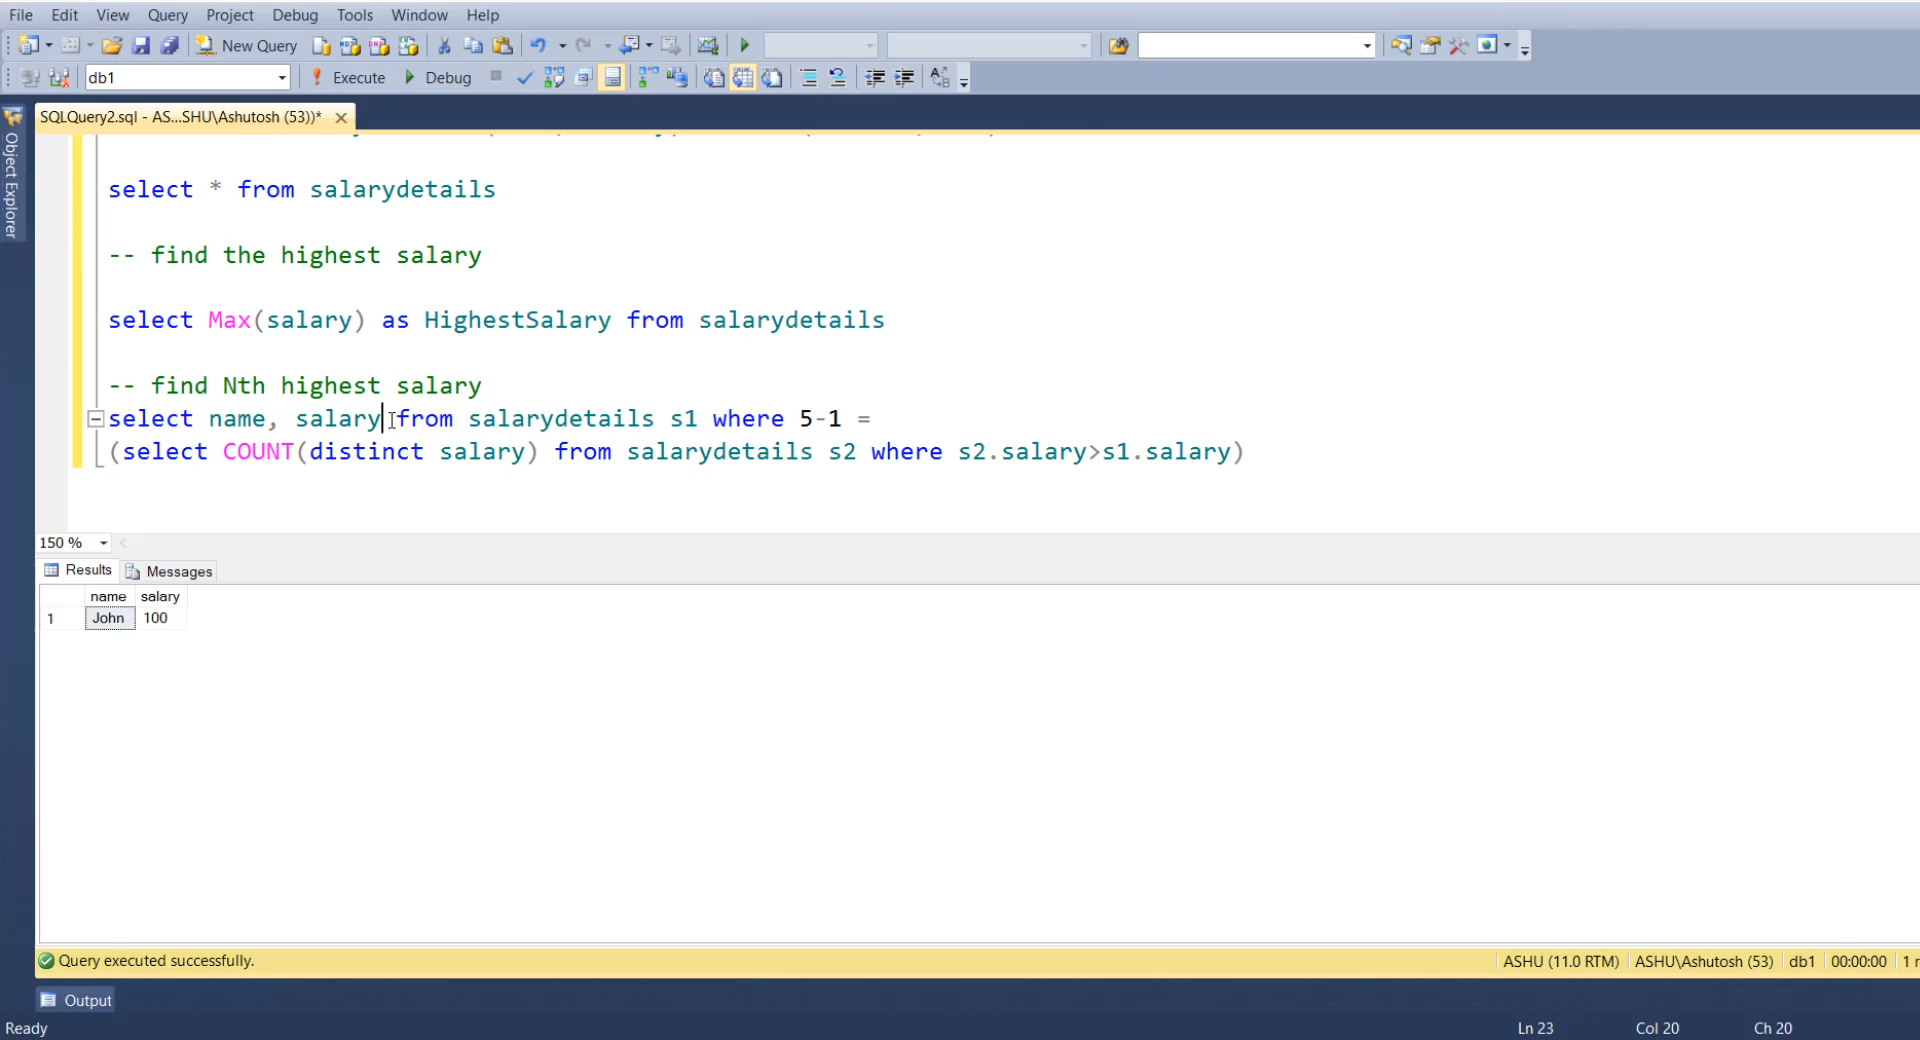 File Edit View Query Project Debug Tools Window Help
New Query
db1 Execute Debug
SQLQuery2.sql - AS...SHU\Ashutosh (53))*
Object Explorer
select * from salarydetails
-- find the highest salary
select Max(salary) as HighestSalary from salarydetails
-- find Nth highest salary
select name, salary from salarydetails s1 where 5-1 =
(select COUNT(distinct salary) from salarydetails s2 where s2.salary>s1.salary)
150 %
Results Messages
name salary
1 John 100
Query executed successfully. ASHU (11.0 RTM) ASHU\Ashutosh (53) db1 00:00:00 1
Output
Ready Ln 23 Col 20 Ch 20